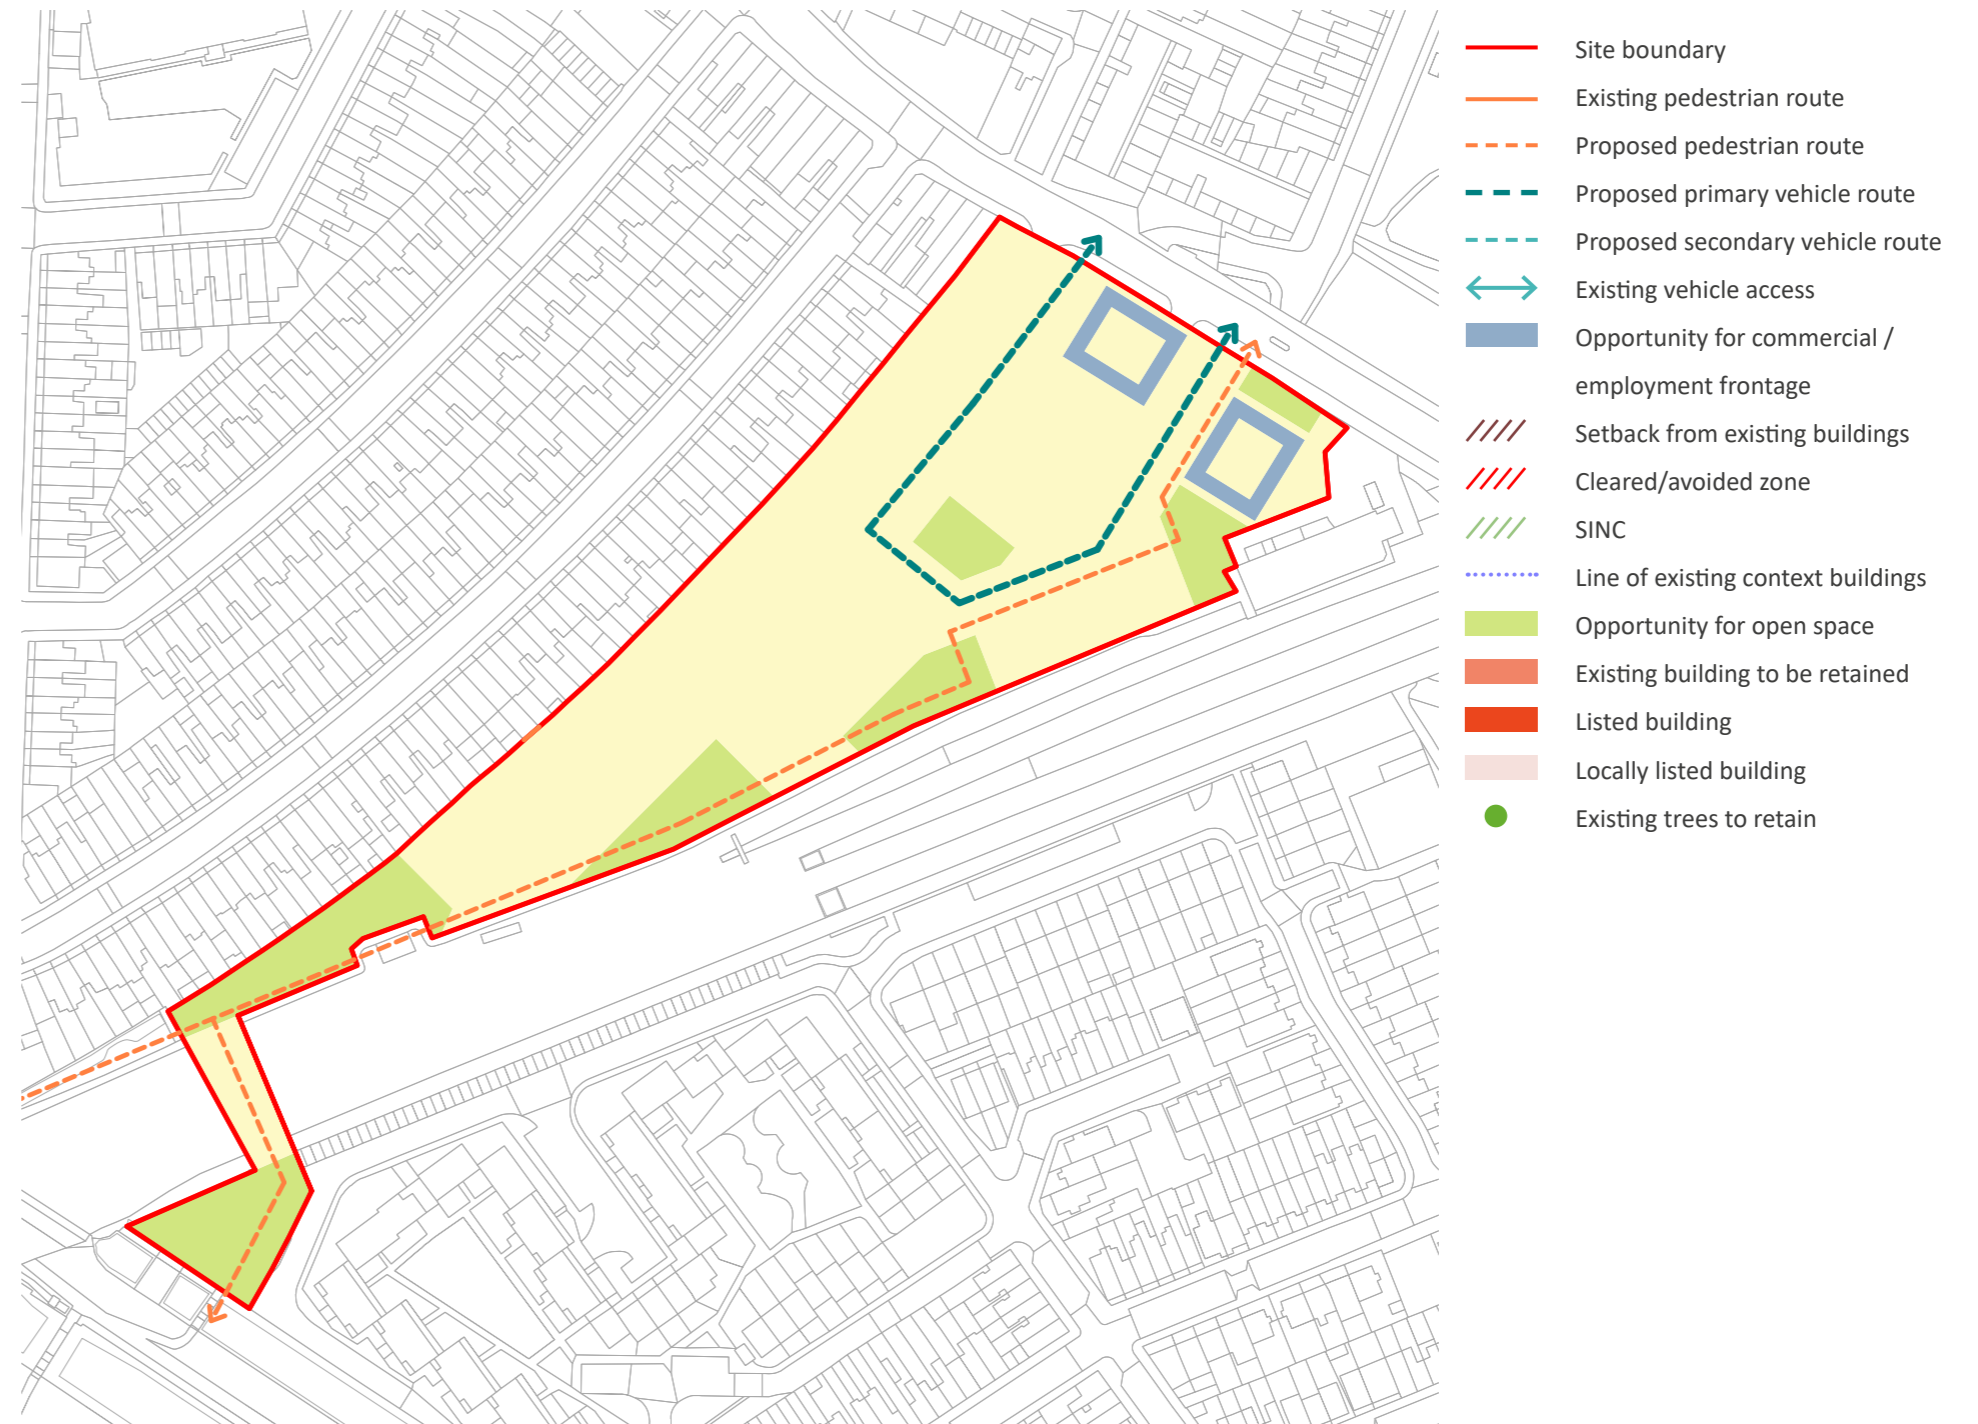 Site boundary
Existing pedestrian route
Proposed pedestrian route
Proposed primary vehicle route
Proposed secondary vehicle route
Existing vehicle access
Opportunity for commercial /
employment frontage
Setback from existing buildings
Cleared/avoided zone
SINC
Line of existing context buildings
Opportunity for open space
Existing building to be retained
Listed building
Locally listed building
Existing trees to retain